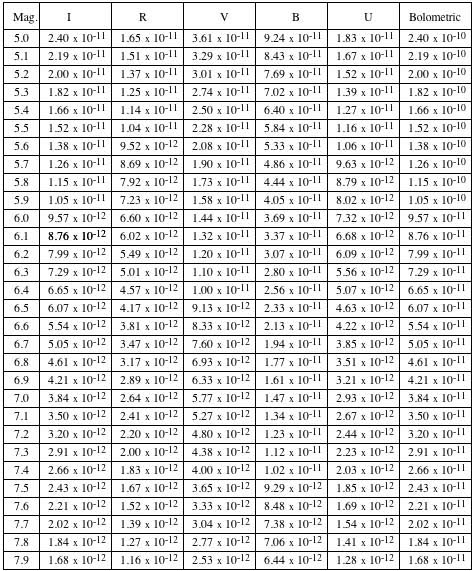 Mag. I R V B U Bolometric
5.0 2.40 x 10-11 1.65 x 10-11 3.61 x 10-11 9.24 x 10-11 1.83 x 10-11 2.40 x 10-10
5.1 2.19 x 10-11 1.51 x 10-11 3.29 x 10-11 8.43 x 10-11 1.67 x 10-11 2.19 x 10-10
5.2 2.00 x 10-11 1.37 x 10-11 3.01 x 10-11 7.69 x 10-11 1.52 x 10-11 2.00 x 10-10
5.3 1.82 x 10-11 1.25 x 10-11 2.74 x 10-11 7.02 x 10-11 1.39 x 10-11 1.82 x 10-10
5.4 1.66 x 10-11 1.14 x 10-11 2.50 x 10-11 6.40 x 10-11 1.27 x 10-11 1.66 x 10-10
5.5 1.52 x 10-11 1.04 x 10-11 2.28 x 10-11 5.84 x 10-11 1.16 x 10-11 1.52 x 10-10
5.6 1.38 x 10-11 9.52 x 10-12 2.08 x 10-11 5.33 x 10-11 1.06 x 10-11 1.38 x 10-10
5.7 1.26 x 10-11 8.69 x 10-12 1.90 x 10-11 4.86 x 10-11 9.63 x 10-12 1.26 x 10-10
5.8 1.15 x 10-11 7.92 x 10-12 1.73 x 10-11 4.44 x 10-11 8.79 x 10-12 1.15 x 10-10
5.9 1.05 x 10-11 7.23 x 10-12 1.58 x 10-11 4.05 x 10-11 8.02 x 10-12 1.05 x 10-10
6.0 9.57 x 10-12 6.60 x 10-12 1.44 x 10-11 3.69 x 10-11 7.32 x 10-12 9.57 x 10-11
6.1 8.76 x 10-12 6.02 x 10-12 1.32 x 10-11 3.37 x 10-11 6.68 x 10-12 8.76 x 10-11
6.2 7.99 x 10-12 5.49 x 10-12 1.20 x 10-11 3.07 x 10-11 6.09 x 10-12 7.99 x 10-11
6.3 7.29 x 10-12 5.01 x 10-12 1.10 x 10-11 2.80 x 10-11 5.56 x 10-12 7.29 x 10-11
6.4 6.65 x 10-12 4.57 x 10-12 1.00 x 10-11 2.56 x 10-11 5.07 x 10-12 6.65 x 10-11
6.5 6.07 x 10-12 4.17 x 10-12 9.13 x 10-12 2.33 x 10-11 4.63 x 10-12 6.07 x 10-11
6.6 5.54 x 10-12 3.81 x 10-12 8.33 x 10-12 2.13 x 10-11 4.22 x 10-12 5.54 x 10-11
6.7 5.05 x 10-12 3.47 x 10-12 7.60 x 10-12 1.94 x 10-11 3.85 x 10-12 5.05 x 10-11
6.8 4.61 x 10-12 3.17 x 10-12 6.93 x 10-12 1.77 x 10-11 3.51 x 10-12 4.61 x 10-11
6.9 4.21 x 10-12 2.89 x 10-12 6.33 x 10-12 1.61 x 10-11 3.21 x 10-12 4.21 x 10-11
7.0 3.84 x 10-12 2.64 x 10-12 5.77 x 10-12 1.47 x 10-11 2.93 x 10-12 3.84 x 10-11
7.1 3.50 x 10-12 2.41 x 10-12 5.27 x 10-12 1.34 x 10-11 2.67 x 10-12 3.50 x 10-11
7.2 3.20 x 10-12 2.20 x 10-12 4.80 x 10-12 1.23 x 10-11 2.44 x 10-12 3.20 x 10-11
7.3 2.91 x 10-12 2.00 x 10-12 4.38 x 10-12 1.12 x 10-11 2.23 x 10-12 2.91 x 10-11
7.4 2.66 x 10-12 1.83 x 10-12 4.00 x 10-12 1.02 x 10-11 2.03 x 10-12 2.66 x 10-11
7.5 2.43 x 10-12 1.67 x 10-12 3.65 x 10-12 9.29 x 10-12 1.85 x 10-12 2.43 x 10-11
7.6 2.21 x 10-12 1.52 x 10-12 3.33 x 10-12 8.48 x 10-12 1.69 x 10-12 2.21 x 10-11
7.7 2.02 x 10-12 1.39 x 10-12 3.04 x 10-12 7.38 x 10-12 1.54 x 10-12 2.02 x 10-11
7.8 1.84 x 10-12 1.27 x 10-12 2.77 x 10-12 7.06 x 10-12 1.41 x 10-12 1.84 x 10-11
7.9 1.68 x 10-12 1.16 x 10-12 2.53 x 10-12 6.44 x 10-12 1.28 x 10-12 1.68 x 10-11